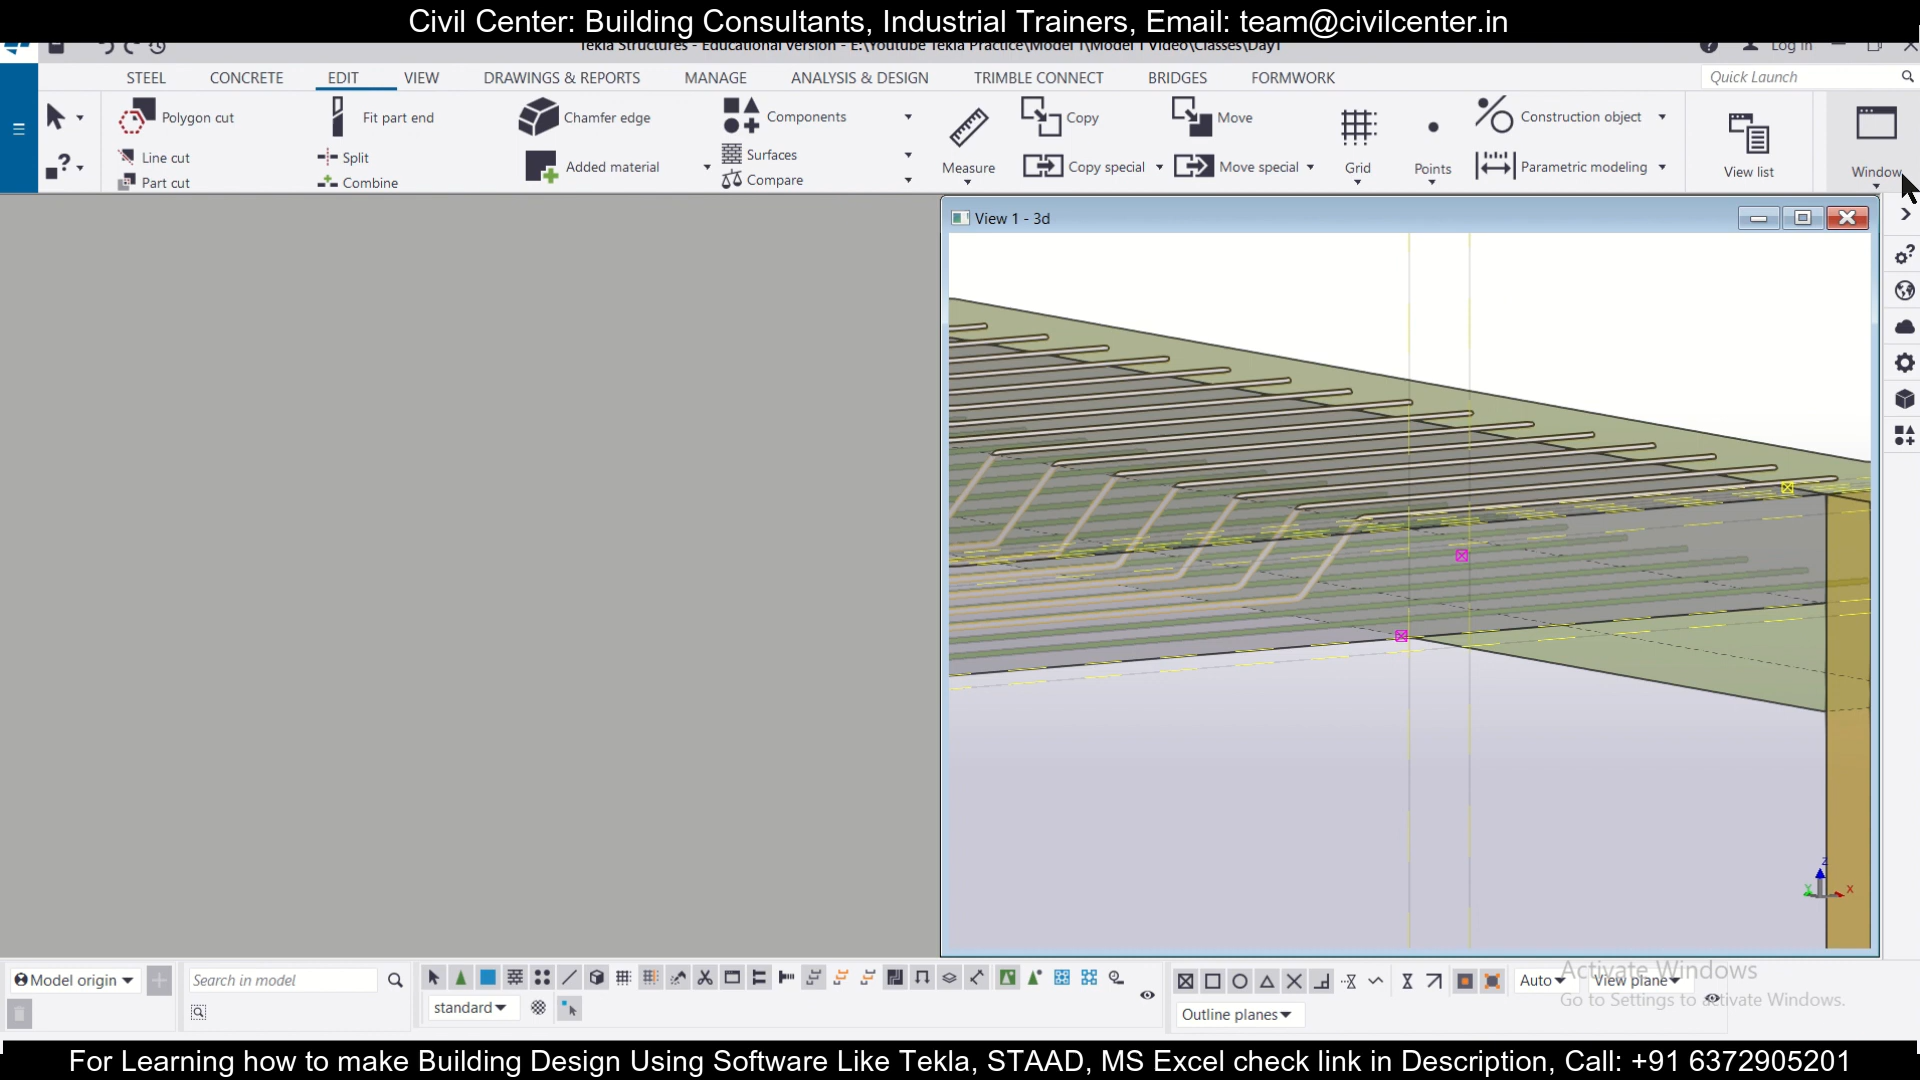 Civil Center: Building Consultants, Industrial Trainers, Email: team@civilcenter.in
Tekla Structures - Educational Version - E:\Youtube Tekla Practice\Model 1\Model 1 Video\Classes\Day1
Log in
STEEL CONCRETE EDIT VIEW DRAWINGS & REPORTS MANAGE ANALYSIS & DESIGN TRIMBLE CONNECT BRIDGES FORMWORK
Quick Launch
Polygon cut Fit part end Chamfer edge Components Copy Move Construction object
Line cut Split Surfaces
Added material Measure Copy special Move special Grid Points Parametric modeling View list Window
Part cut Combine Compare
View 1 - 3d
Z
Y X
Model origin Search in model Auto View plane
standard Outline planes
Activate Windows
Go to Settings to activate Windows.
For Learning how to make Building Design Using Software Like Tekla, STAAD, MS Excel check link in Description, Call: +91 6372905201